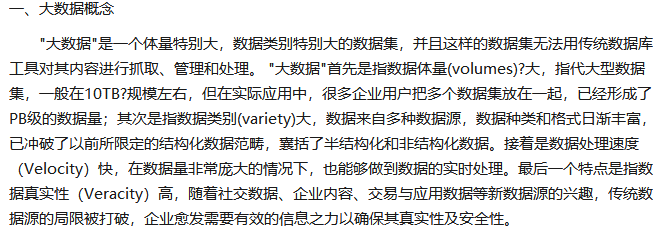 一、大数据概念
"大数据"是一个体量特别大，数据类别特别大的数据集，并且这样的数据集无法用传统数据库
工具对其内容进行抓取、管理和处理。 "大数据"首先是指数据体量(volumes)?大，指代大型数据
集，一般在10TB?规模左右，但在实际应用中，很多企业用户把多个数据集放在一起，已经形成了
PB级的数据量；其次是指数据类别(variety)大，数据来自多种数据源，数据种类和格式日渐丰富，
已冲破了以前所限定的结构化数据范畴，囊括了半结构化和非结构化数据。接着是数据处理速度
（Velocity）快，在数据量非常庞大的情况下，也能够做到数据的实时处理。最后一个特点是指数
据真实性（Veracity）高，随着社交数据、企业内容、交易与应用数据等新数据源的兴趣，传统数
据源的局限被打破，企业愈发需要有效的信息之力以确保其真实性及安全性。